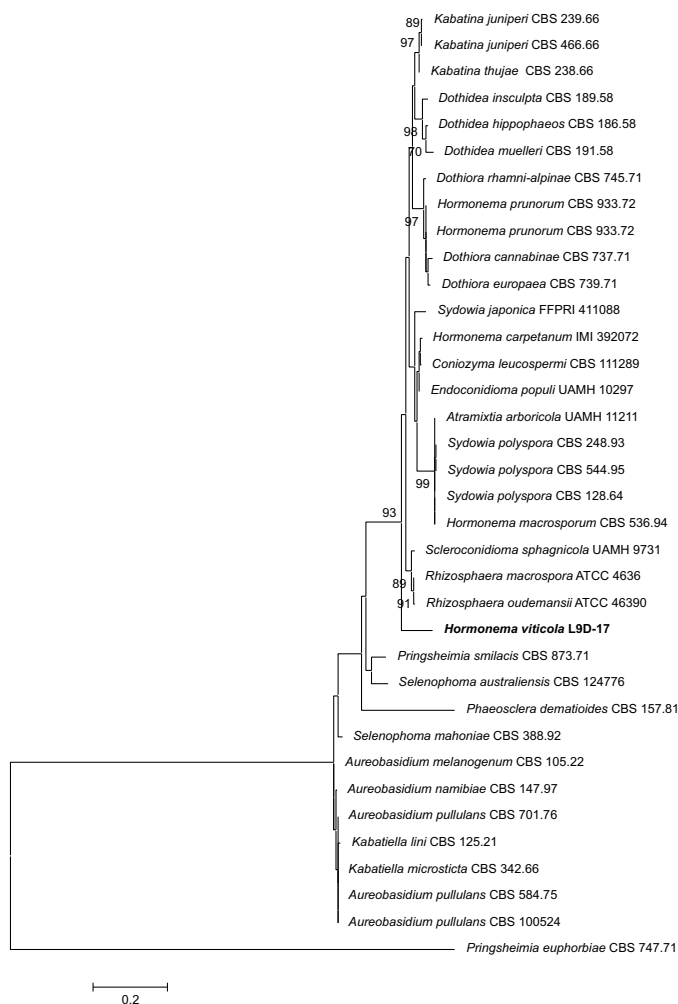 89
Kabatina juniperi CBS 239.66
97
Kabatina juniperi CBS 466.66
Kabatina thujae CBS 238.66
Dothidea insculpta CBS 189.58
Dothidea hippophaeos CBS 186.58
98
Dothidea muelleri CBS 191.58
70
Dothiora rhamni-alpinae CBS 745.71
Hormonema prunorum CBS 933.72
97
Hormonema prunorum CBS 933.72
Dothiora cannabinae CBS 737.71
Dothiora europaea CBS 739.71
Sydowia japonica FFPRI 411088
Hormonema carpetanum IMI 392072
Coniozyma leucospermi CBS 111289
Endoconidioma populi UAMH 10297
Atramixtia arboricola UAMH 11211
Sydowia polyspora CBS 248.93
Sydowia polyspora CBS 544.95
99
Sydowia polyspora CBS 128.64
93
Hormonema macrosporum CBS 536.94
Scleroconidioma sphagnicola UAMH 9731
Rhizosphaera macrospora ATCC 4636
89
Rhizosphaera oudemansii ATCC 46390
91
Hormonema viticola L9D-17
Pringsheimia smilacis CBS 873.71
Selenophoma australiensis CBS 124776
Phaeosclera dematioides CBS 157.81
Selenophoma mahoniae CBS 388.92
Aureobasidium melanogenum CBS 105.22
Aureobasidium namibiae CBS 147.97
Aureobasidium pullulans CBS 701.76
Kabatiella lini CBS 125.21
Kabatiella microsticta CBS 342.66
Aureobasidium pullulans CBS 584.75
Aureobasidium pullulans CBS 100524
Pringsheimia euphorbiae CBS 747.71
0.2